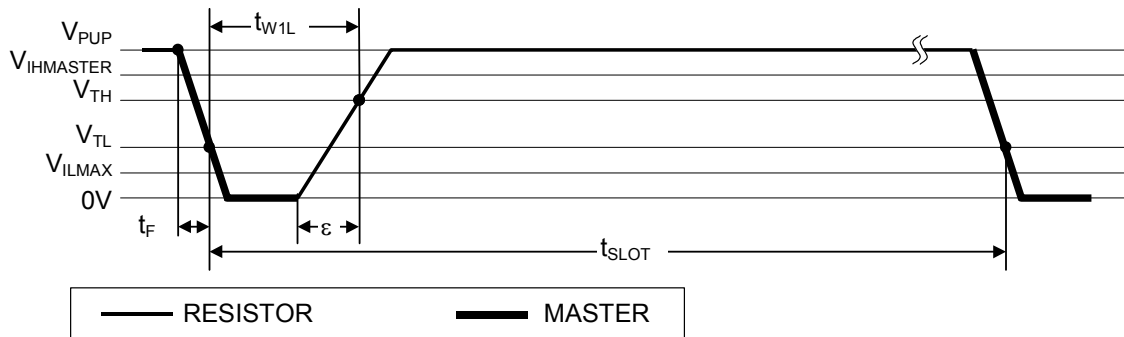 t_W1L
V_PUP
V_IHMASTER
V_TH
V_TL
V_ILMAX
0V
t_F
ε
t_SLOT
RESISTOR MASTER